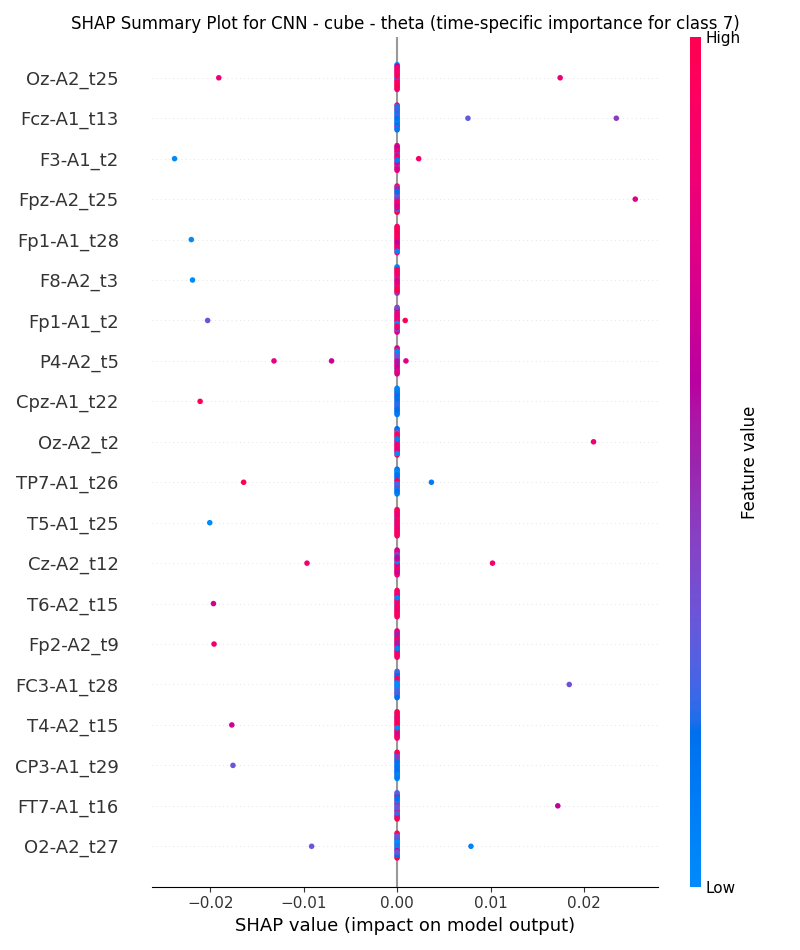 SHAP Summary Plot for CNN - cube - theta (time-specific importance for class 7)
High
Oz-A2_t25
Fcz-A1_t13
F3-A1_t2
Fpz-A2_t25
Fp1-A1_t28
F8-A2_t3
Fp1-A1_t2
P4-A2_t5
Cpz-A1_t22
Oz-A2_t2
TP7-A1_t26
T5-A1_t25
Cz-A2_t12
T6-A2_t15
Fp2-A2_t9
FC3-A1_t28
T4-A2_t15
CP3-A1_t29
FT7-A1_t16
O2-A2_t27
Feature value
Low
−0.02 −0.01 0.00 0.01 0.02
SHAP value (impact on model output)